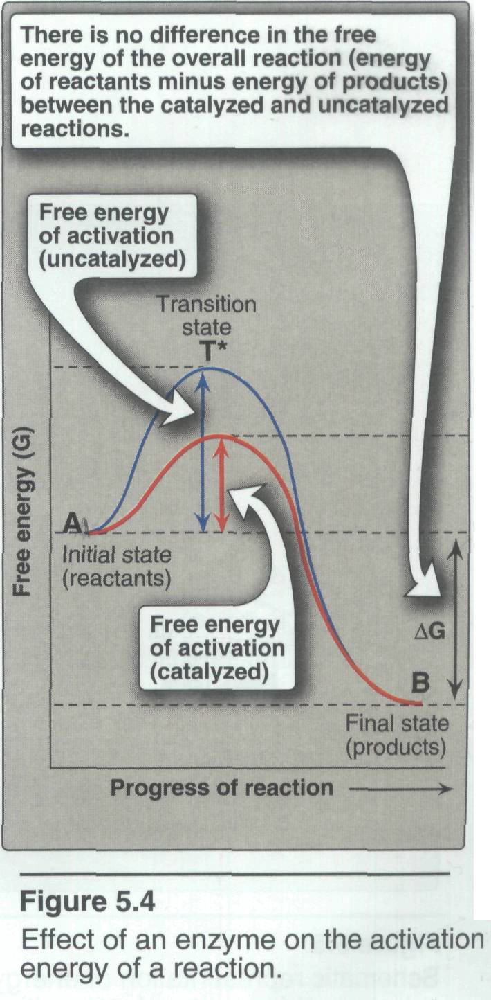 There is no difference in the free
energy of the overall reaction (energy
of reactants minus energy of products)
between the catalyzed and uncatalyzed
reactions.
Free energy
of activation
(uncatalyzed)
Transition
state
T*
Free energy (G)
A
Initial state
(reactants)
Free energy
of activation
(catalyzed)
ΔG
B
Final state
(products)
Progress of reaction
Figure 5.4
Effect of an enzyme on the activation
energy of a reaction.